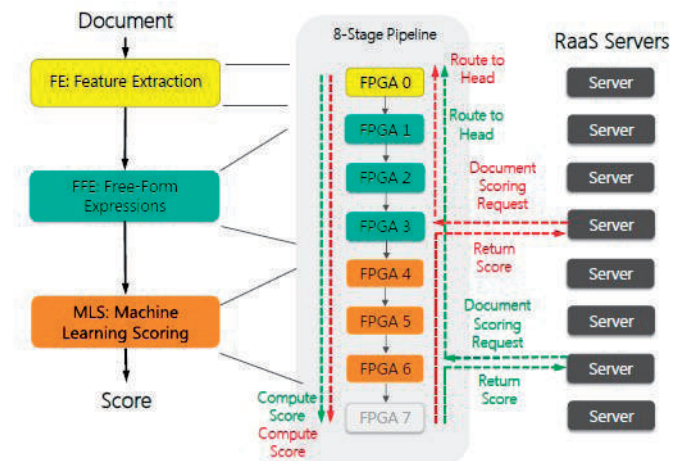 Document
FE: Feature Extraction
FFE: Free-Form
Expressions
MLS: Machine
Learning Scoring
Score
8-Stage Pipeline
FPGA 0
FPGA 1
FPGA 2
FPGA 3
FPGA 4
FPGA 5
FPGA 6
FPGA 7
Compute
Score
Compute
Score
Route to
Head
Route to
Head
Document
Scoring
Request
Return
Score
Document
Scoring
Request
Return
Score
RaaS Servers
Server
Server
Server
Server
Server
Server
Server
Server